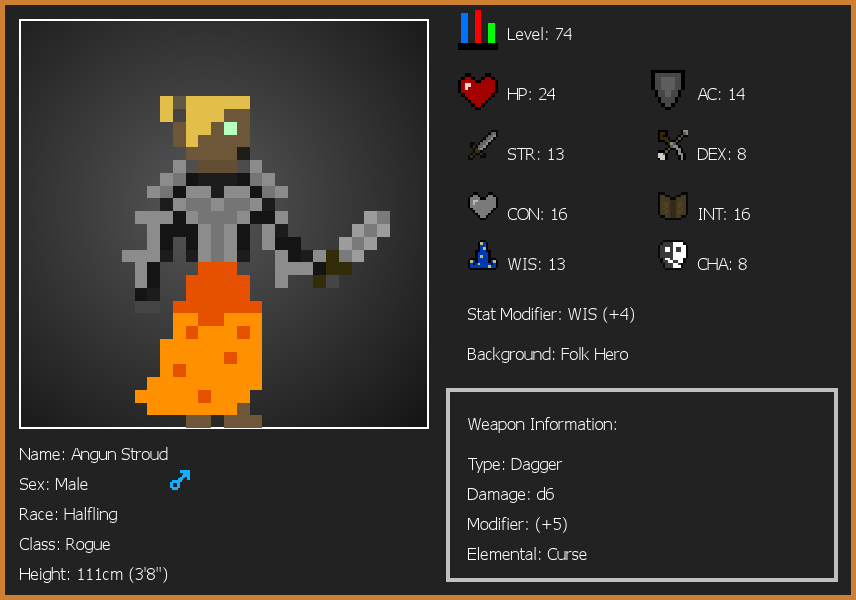 Level: 74
HP: 24
AC: 14
STR: 13
DEX: 8
CON: 16
INT: 16
WIS: 13
CHA: 8
Stat Modifier: WIS (+4)
Background: Folk Hero
Weapon Information:
Type: Dagger
Damage: d6
Modifier: (+5)
Elemental: Curse
Name: Angun Stroud
Sex: Male
Race: Halfling
Class: Rogue
Height: 111cm (3'8")